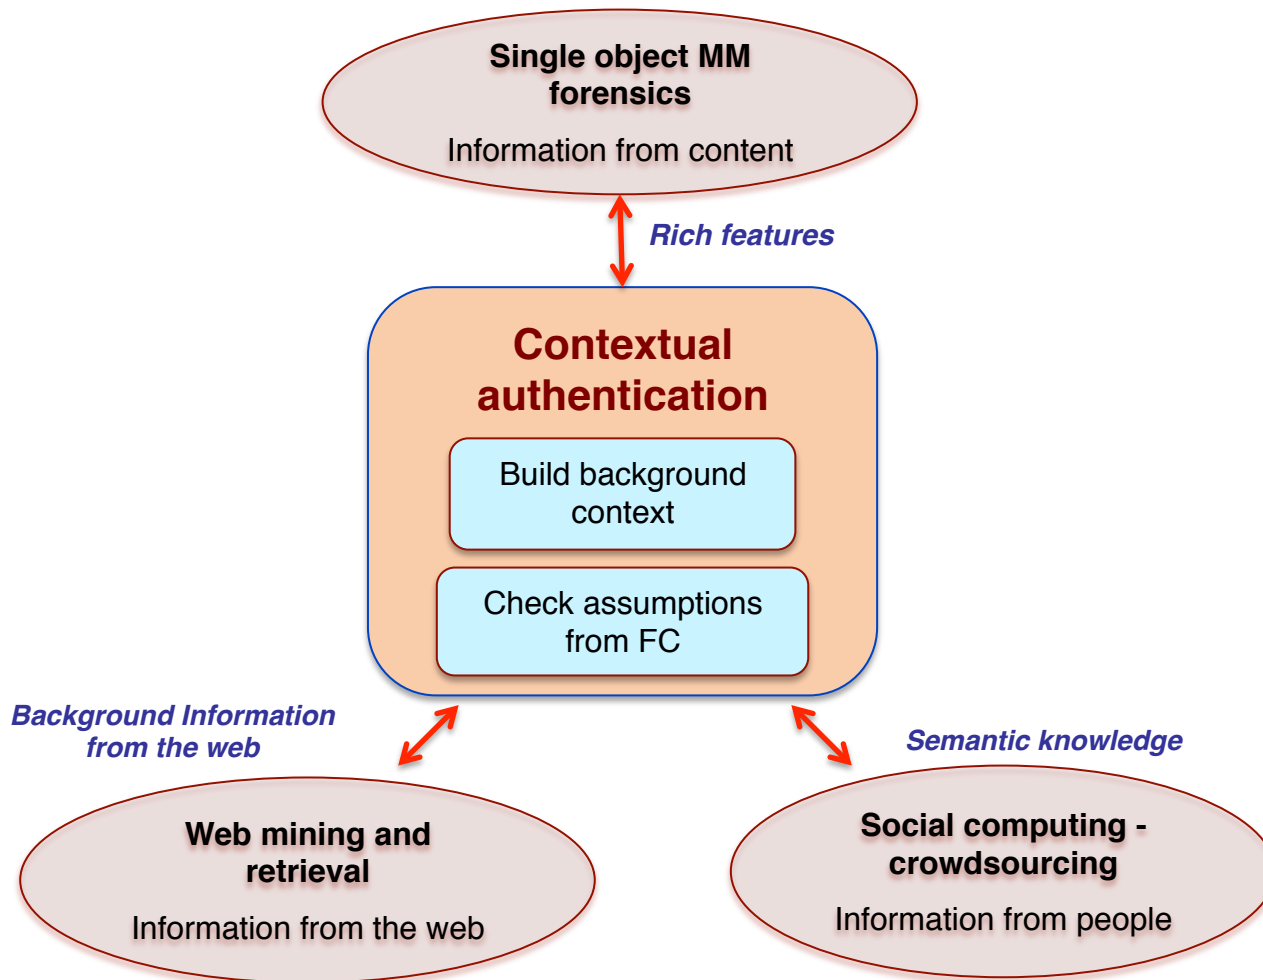 Single object MM
forensics
Information from content
Rich features
Contextual
authentication
Build background
context
Check assumptions
from FC
Background Information
from the web
Semantic knowledge
Web mining and
retrieval
Information from the web
Social computing -
crowdsourcing
Information from people